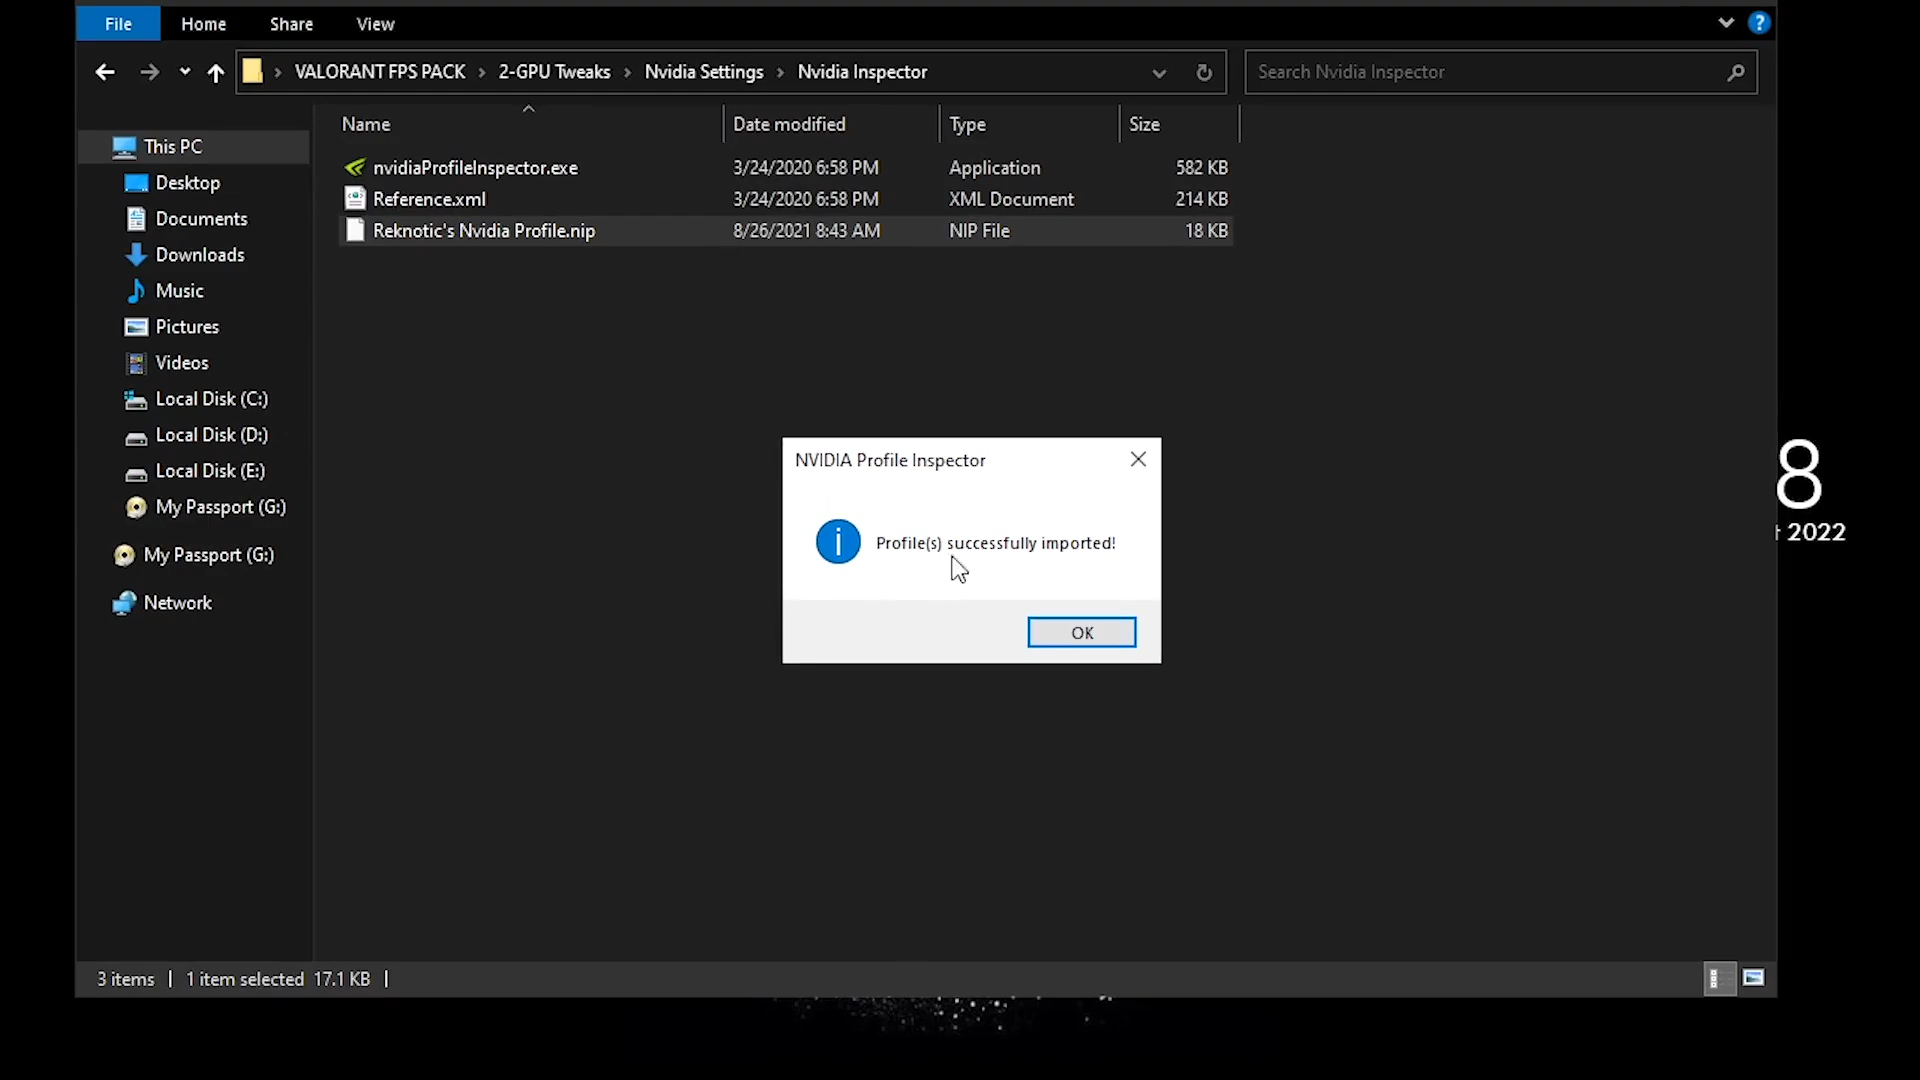 File Home Share View ?
VALORANT FPS PACK 2-GPU Tweaks Nvidia Settings Nvidia Inspector Search Nvidia Inspector
Name Date modified Type Size
nvidiaProfileInspector.exe 3/24/2020 6:58 PM Application 582 KB
Reference.xml 3/24/2020 6:58 PM XML Document 214 KB
Reknotic's Nvidia Profile.nip 8/26/2021 8:43 AM NIP File 18 KB
This PC
Desktop
Documents
Downloads
Music
Pictures
Videos
Local Disk (C:)
Local Disk (D:)
Local Disk (E:)
My Passport (G:)
My Passport (G:)
Network
NVIDIA Profile Inspector
i Profile(s) successfully imported!
OK
8
2022
3 items 1 item selected 17.1 KB